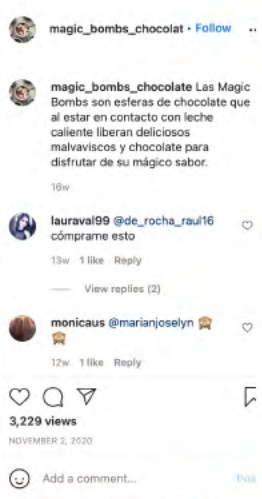 magic_bombs_chocolat • Follow
magic_bombs_chocolate Las Magic
Bombs son esferas de chocolate que
al estar en contacto con leche
caliente liberan deliciosos
malvaviscos y chocolate para
disfrutar de su mágico sabor.
16w
lauraval99 @de_rocha_raul16
cómprame esto
13w 1 like Reply
View replies (2)
monicaus @marianjoselyn 🙈
🙈
12w 1 like Reply
3,229 views
NOVEMBER 2, 2020
Add a comment...